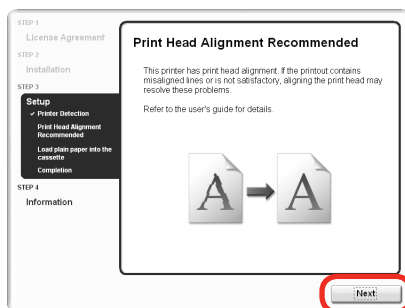 STEP 1
License Agreement
STEP 2
Installation
STEP 3
Setup
Printer Detection
Print Head Alignment
Recommended
Load plain paper into the
cassette
Completion
STEP 4
Information
Print Head Alignment Recommended
This printer has print head alignment. If the printout contains
misaligned lines or is not satisfactory, aligning the print head may
resolve these problems.
Refer to the user's guide for details.
A A
Next